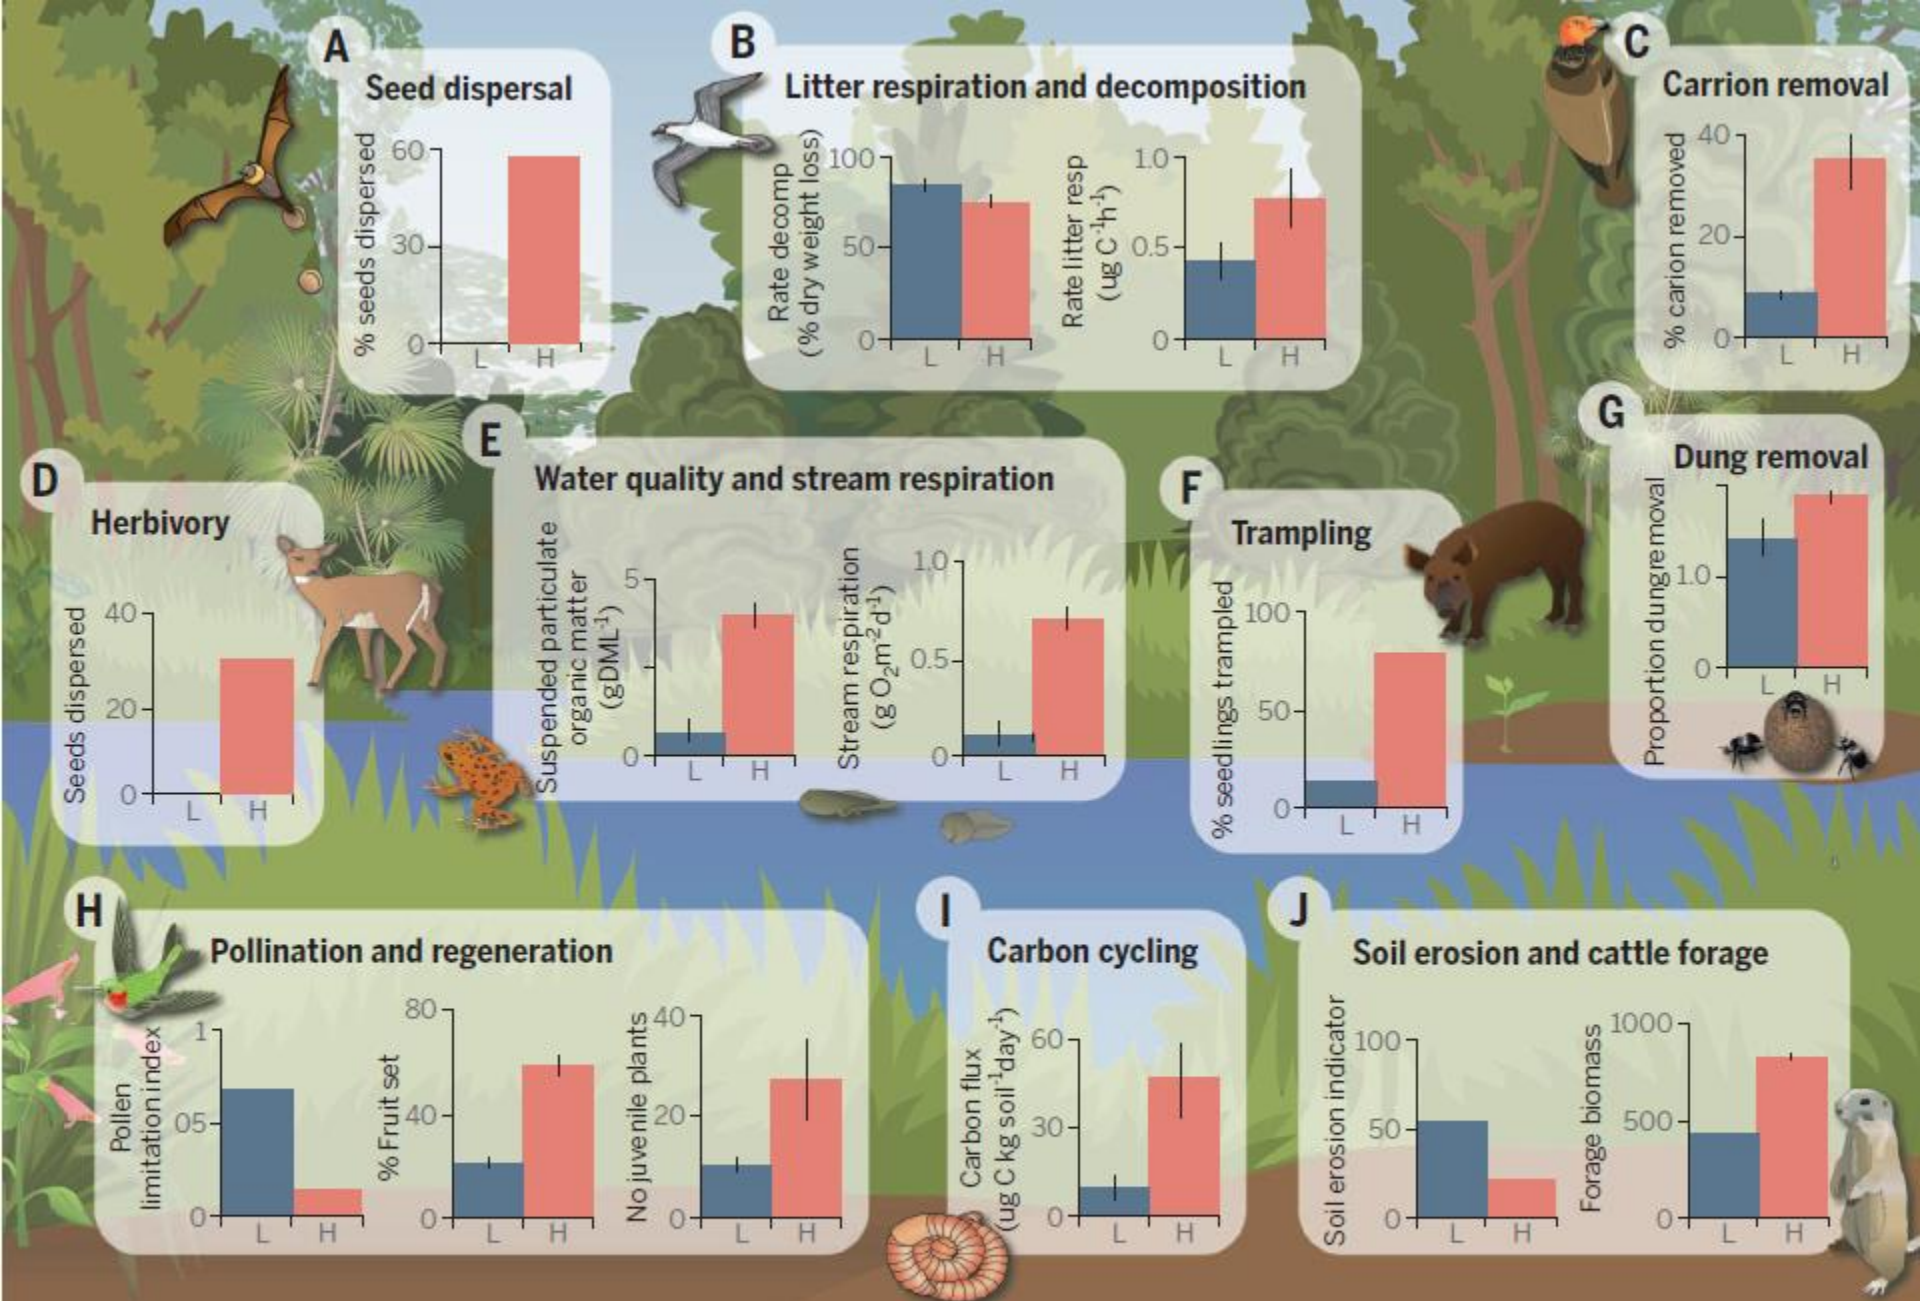 A
Seed dispersal
% seeds dispersed
60
30
0
L H
B
Litter respiration and decomposition
Rate decomp
(% dry weight loss)
100
50
0
L H
Rate litter resp
(ug C⁻¹h⁻¹)
1.0
0.5
0
L H
C
Carrion removal
% carion removed
40
20
0
L H
D
Herbivory
Seeds dispersed
40
20
0
L H
E
Water quality and stream respiration
Suspended particulate
organic matter
(gDML⁻¹)
5
0
L H
Stream respiration
(g O₂m⁻²d⁻¹)
1.0
0.5
0
L H
F
Trampling
% seedlings trampled
100
50
0
L H
G
Dung removal
Proportion dung removal
1.0
0
L H
H
Pollination and regeneration
Pollen
limitation index
1
05
0
L H
% Fruit set
80
40
0
L H
No juvenile plants
40
20
0
L H
I
Carbon cycling
Carbon flux
(ug C kg soil⁻¹day⁻¹)
60
30
0
L H
J
Soil erosion and cattle forage
Soil erosion indicator
100
50
0
L H
Forage biomass
1000
500
0
L H